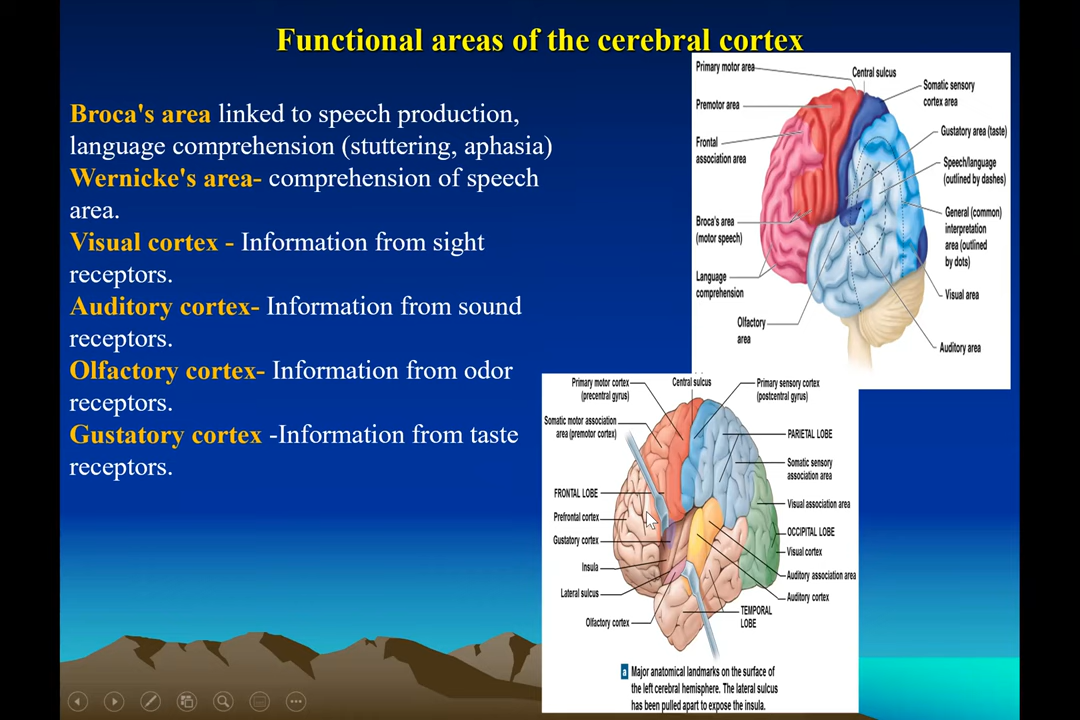 Functional areas of the cerebral cortex
Broca's area linked to speech production,
language comprehension (stuttering, aphasia)
Wernicke's area- comprehension of speech
area.
Visual cortex - Information from sight
receptors.
Auditory cortex- Information from sound
receptors.
Olfactory cortex- Information from odor
receptors.
Gustatory cortex -Information from taste
receptors.
Primary motor area
Premotor area
Frontal
association area
Broca's area
(motor speech)
Language
comprehension
Olfactory
area
Central sulcus
Somatic sensory
cortex area
Gustatory area (taste)
Speech/language
(outlined by dashes)
General (common)
interpretation
area (outlined
by dots)
Visual area
Auditory area
Primary motor cortex
(precentral gyrus)
Somatic motor association
area (premotor cortex)
FRONTAL LOBE
Prefrontal cortex
Gustatory cortex
Insula
Lateral sulcus
Olfactory cortex
Central sulcus
Primary sensory cortex
(postcentral gyrus)
PARIETAL LOBE
Somatic sensory
association area
Visual association area
OCCIPITAL LOBE
Visual cortex
Auditory association area
Auditory cortex
TEMPORAL
LOBE
a Major anatomical landmarks on the surface of
the left cerebral hemisphere. The lateral sulcus
has been pulled apart to expose the insula.